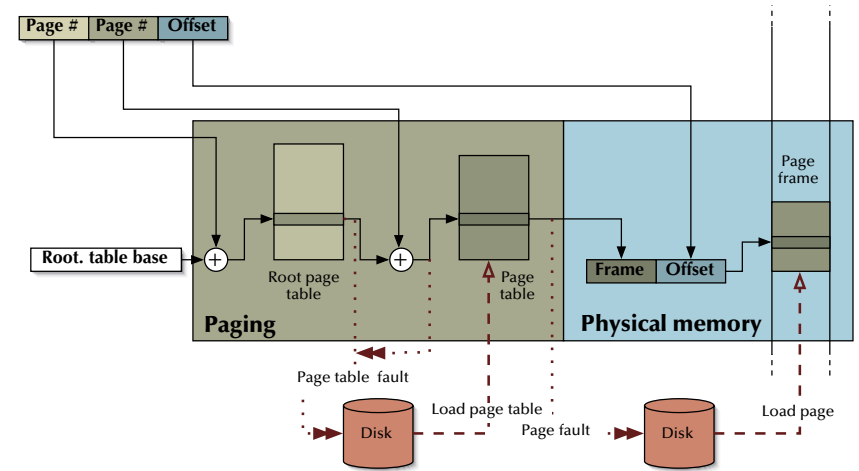 Page # Page # Offset
Page
frame
Root. table base
+
+
Root page
table
Page
table
Frame Offset
Paging
Physical memory
Page table fault
Load page table
Load page
Page fault
Disk
Disk